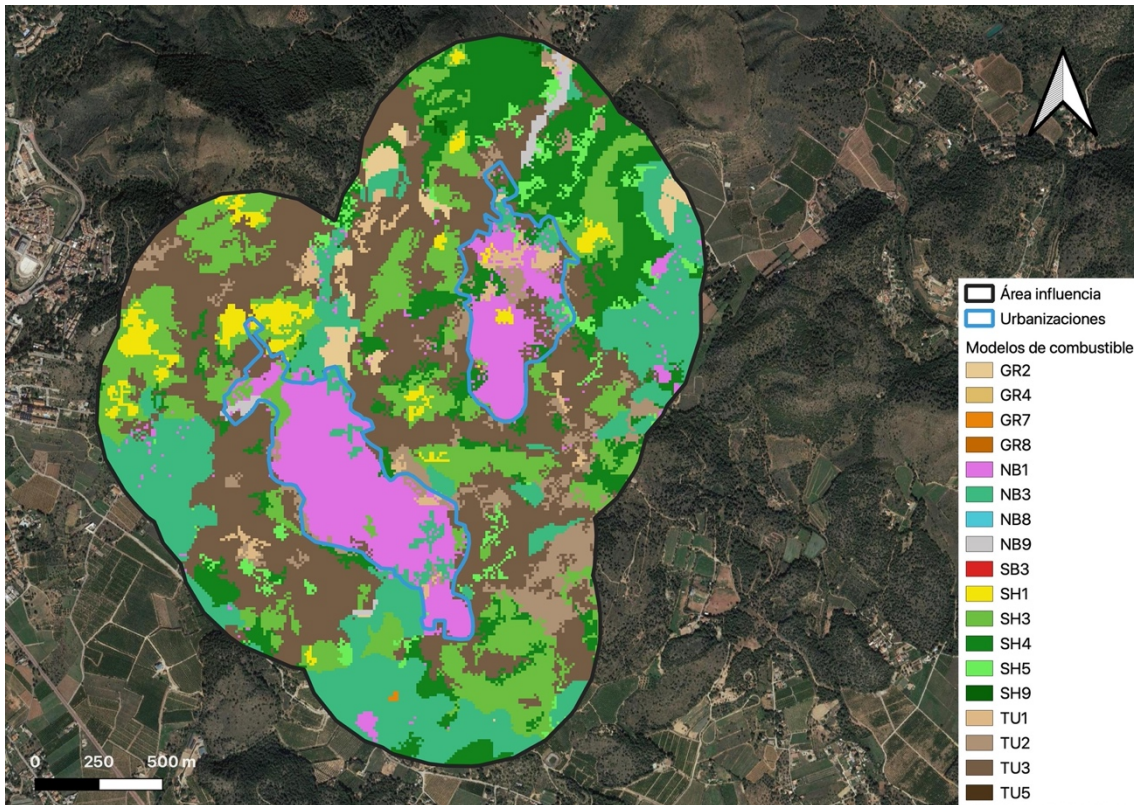 Área influencia
Urbanizaciones
Modelos de combustible
GR2
GR4
GR7
GR8
NB1
NB3
NB8
NB9
SB3
SH1
SH3
SH4
SH5
SH9
TU1
TU2
TU3
TU5
0 250 500 m